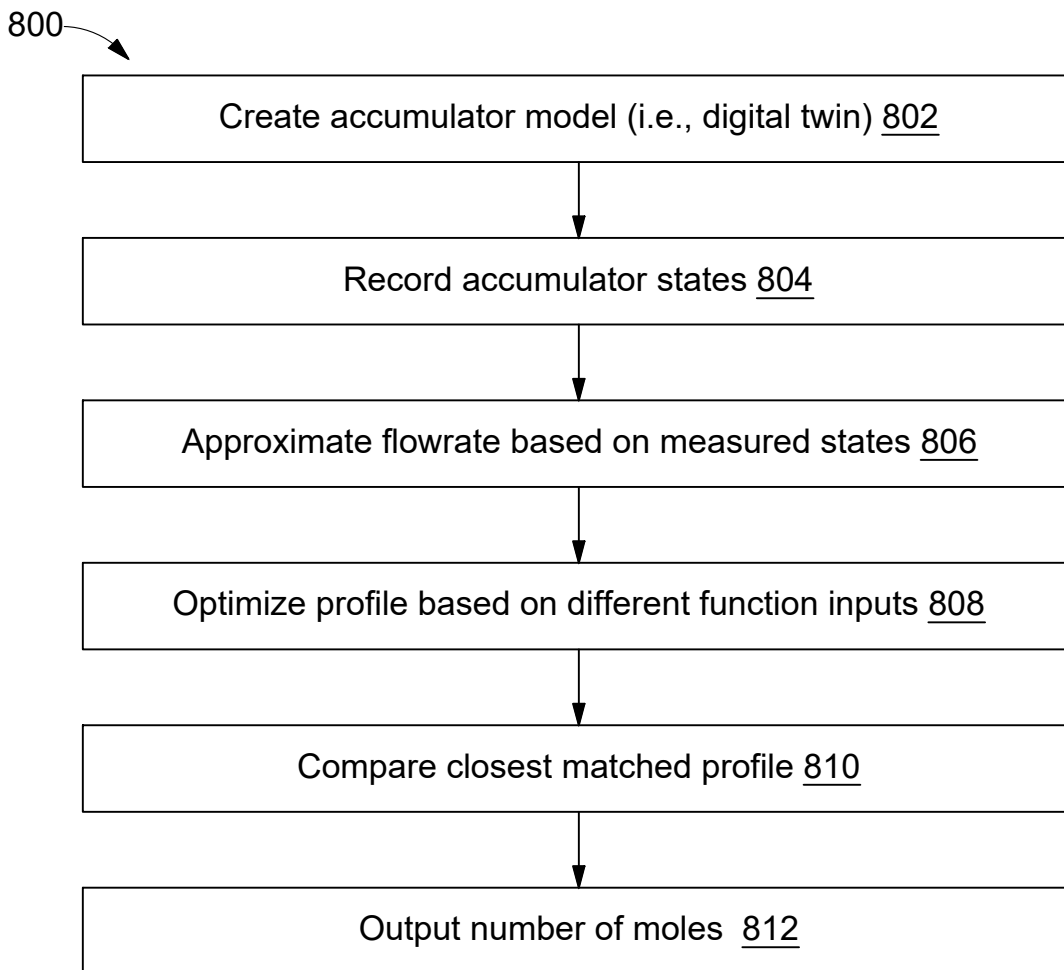 800
Create accumulator model (i.e., digital twin) 802
Record accumulator states 804
Approximate flowrate based on measured states 806
Optimize profile based on different function inputs 808
Compare closest matched profile 810
Output number of moles 812